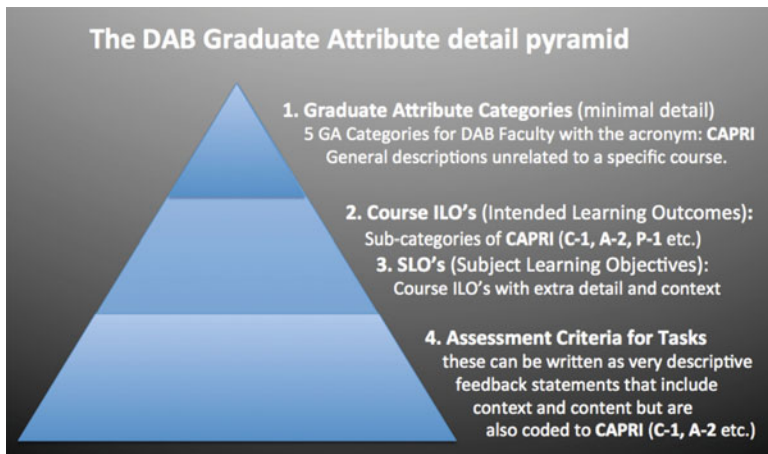 The DAB Graduate Attribute detail pyramid
1. Graduate Attribute Categories (minimal detail)
5 GA Categories for DAB Faculty with the acronym: CAPRI
General descriptions unrelated to a specific course.
2. Course ILO's (Intended Learning Outcomes):
Sub-categories of CAPRI (C-1, A-2, P-1 etc.)
3. SLO's (Subject Learning Objectives):
Course ILO's with extra detail and context
4. Assessment Criteria for Tasks
these can be written as very descriptive
feedback statements that include
context and content but are
also coded to CAPRI (C-1, A-2 etc.)